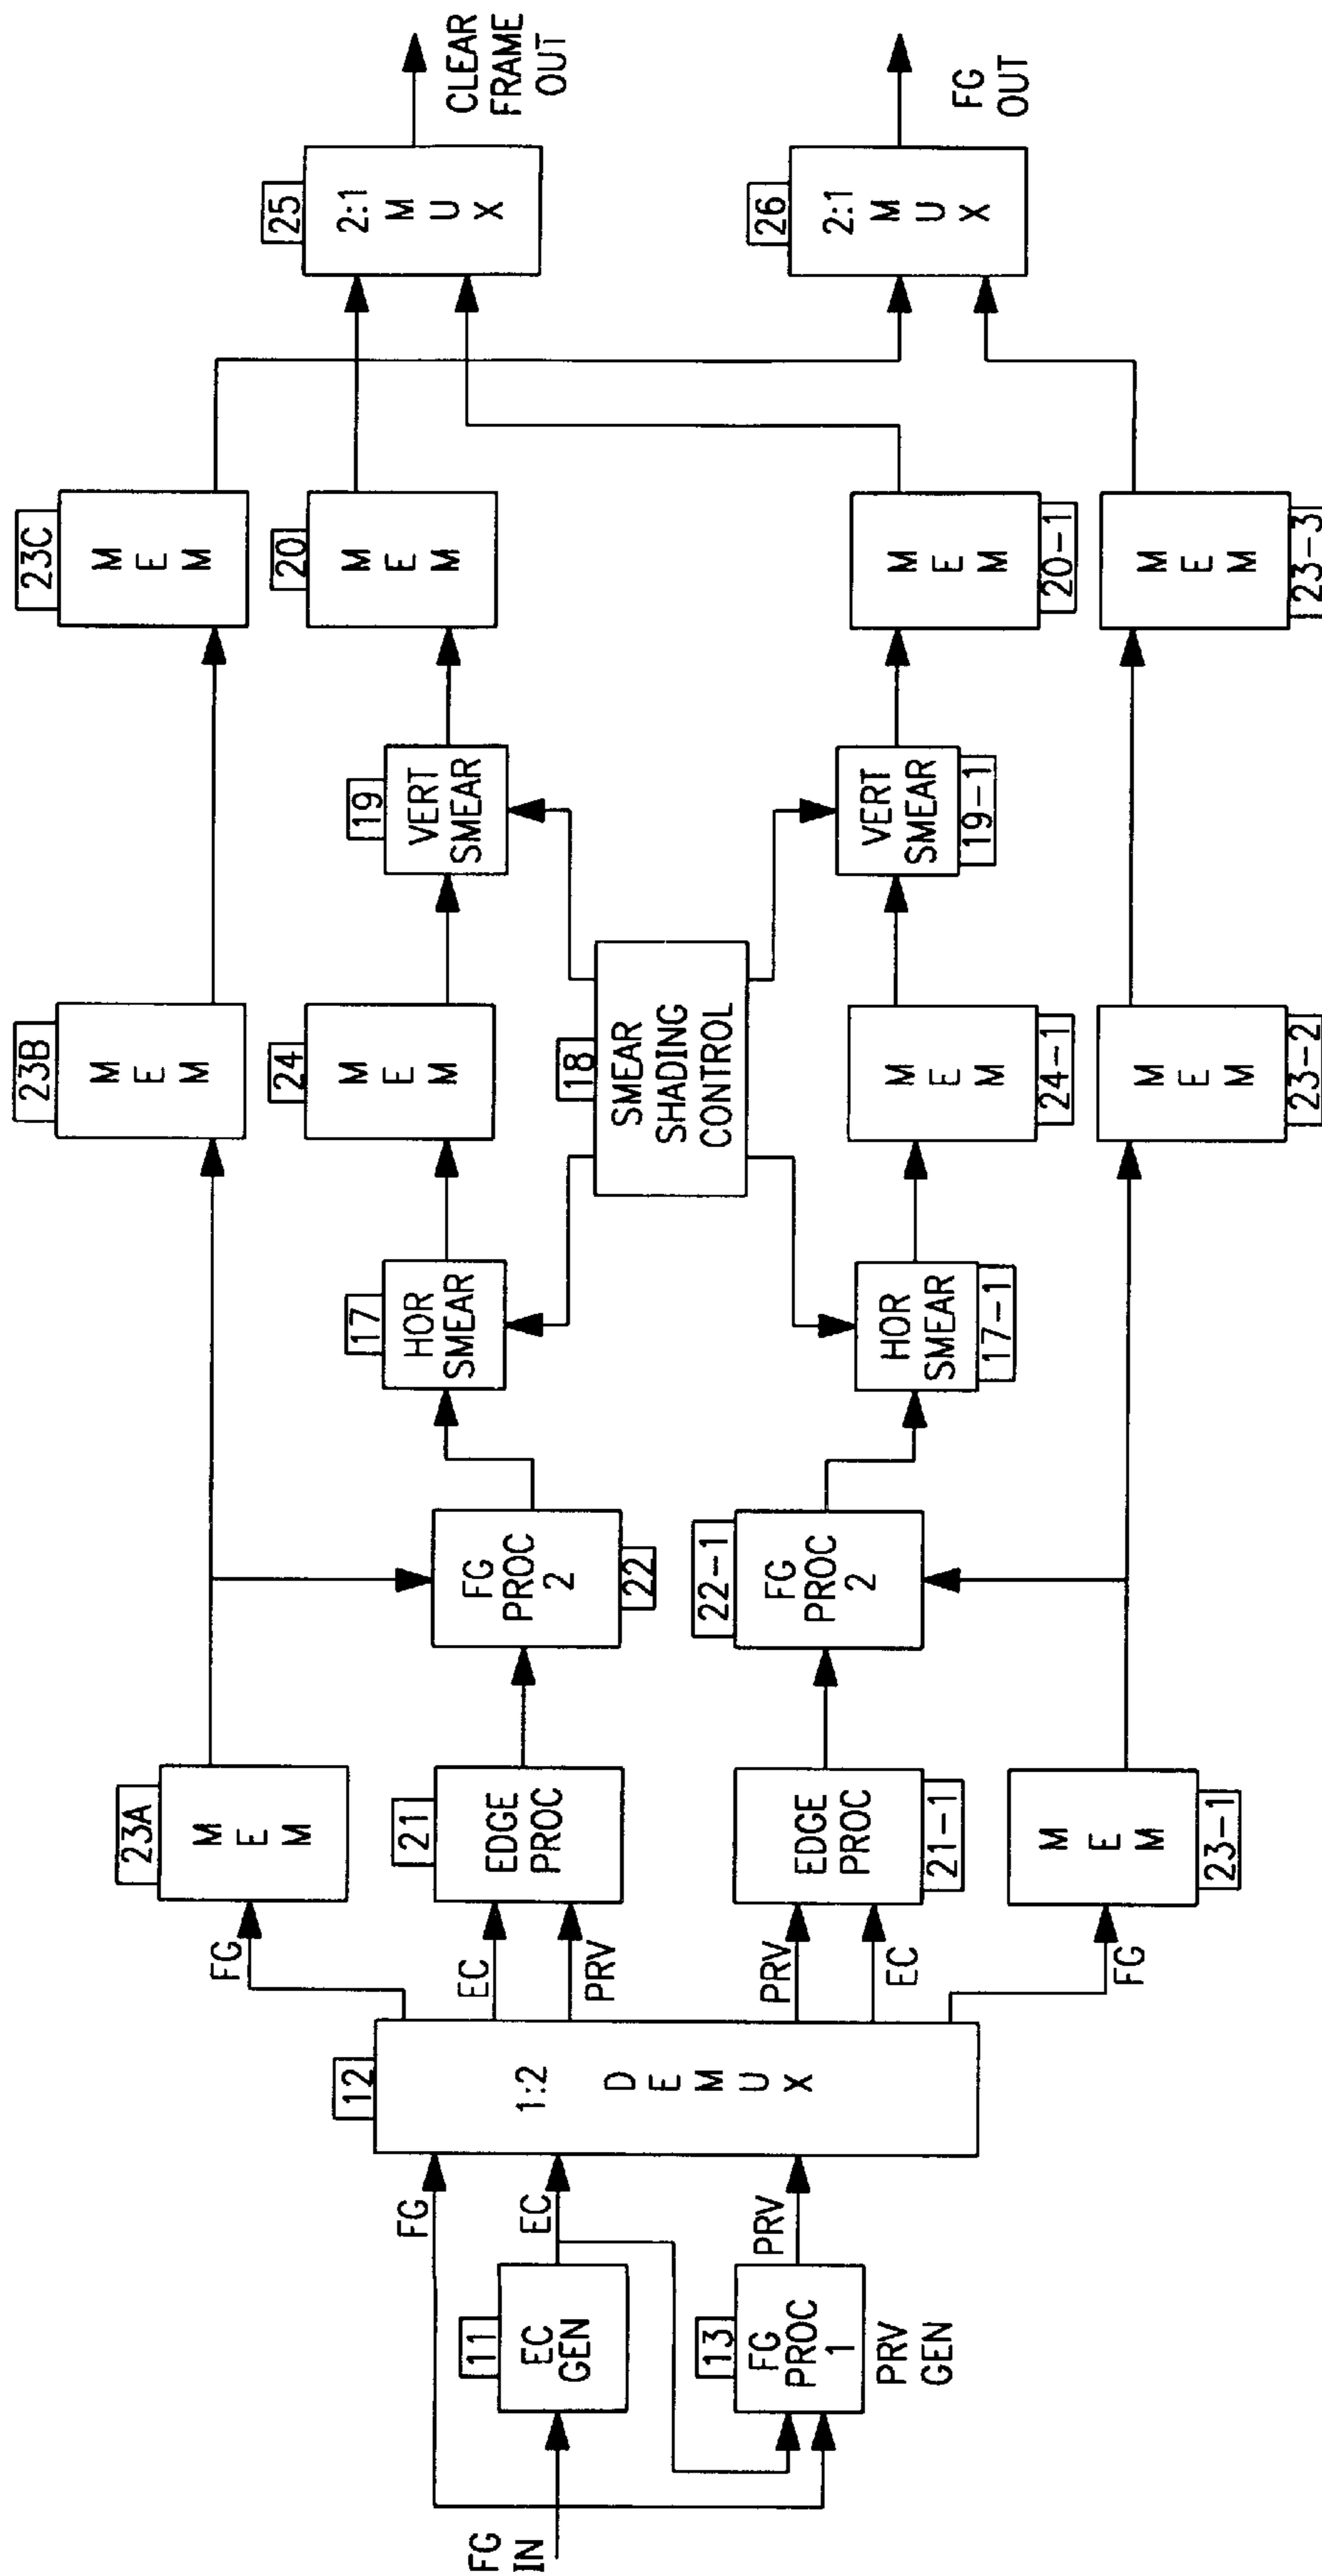 FG
IN
11
EC
GEN
13
FG
PROC
1
PRV
GEN
FG
EC
PRV
12
1:2
D
E
M
U
X
FG
EC
PRV
PRV
EC
FG
23A
M
E
M
21
EDGE
PROC
EDGE
PROC
21-1
M
E
M
23-1
FG
PROC
2
22
22-1
FG
PROC
2
17
HOR
SMEAR
HOR
SMEAR
17-1
23B
M
E
M
24
M
E
M
18
SMEAR
SHADING
CONTROL
M
E
M
24-1
M
E
M
23-2
19
VERT
SMEAR
VERT
SMEAR
19-1
23C
M
E
M
20
M
E
M
M
E
M
20-1
M
E
M
23-3
25
2:1
M
U
X
26
2:1
M
U
X
CLEAR
FRAME
OUT
FG
OUT